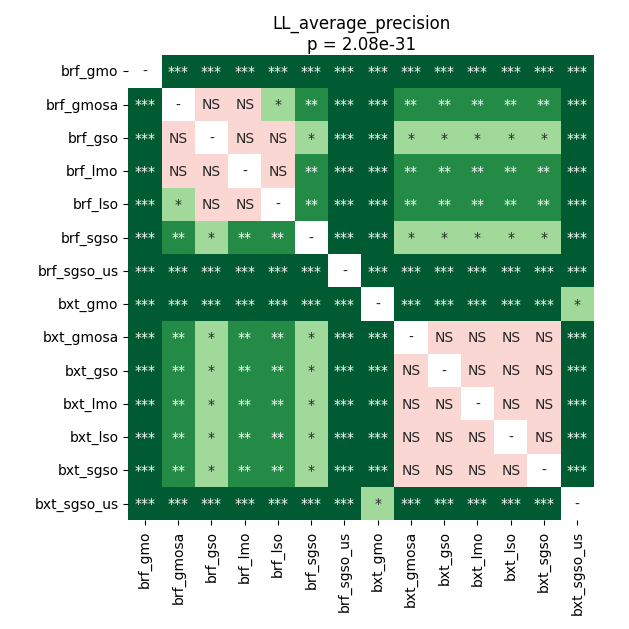 LL_average_precision
p = 2.08e-31
brf_gmo - *** *** *** *** *** *** *** *** *** *** *** *** ***
brf_gmosa *** - NS NS * ** *** *** ** ** ** ** ** ***
brf_gso *** NS - NS NS * *** *** * * * * * ***
brf_lmo *** NS NS - NS ** *** *** ** ** ** ** ** ***
brf_lso *** * NS NS - ** *** *** ** ** ** ** ** ***
brf_sgso *** ** * ** ** - *** *** * * * * * ***
brf_sgso_us *** *** *** *** *** *** - *** *** *** *** *** *** ***
bxt_gmo *** *** *** *** *** *** *** - *** *** *** *** *** *
bxt_gmosa *** ** * ** ** * *** *** - NS NS NS NS ***
bxt_gso *** ** * ** ** * *** *** NS - NS NS NS ***
bxt_lmo *** ** * ** ** * *** *** NS NS - NS NS ***
bxt_lso *** ** * ** ** * *** *** NS NS NS - NS ***
bxt_sgso *** ** * ** ** * *** *** NS NS NS NS - ***
bxt_sgso_us *** *** *** *** *** *** *** * *** *** *** *** *** -
brf_gmo brf_gmosa brf_gso brf_lmo brf_lso brf_sgso brf_sgso_us bxt_gmo bxt_gmosa bxt_gso bxt_lmo bxt_lso bxt_sgso bxt_sgso_us